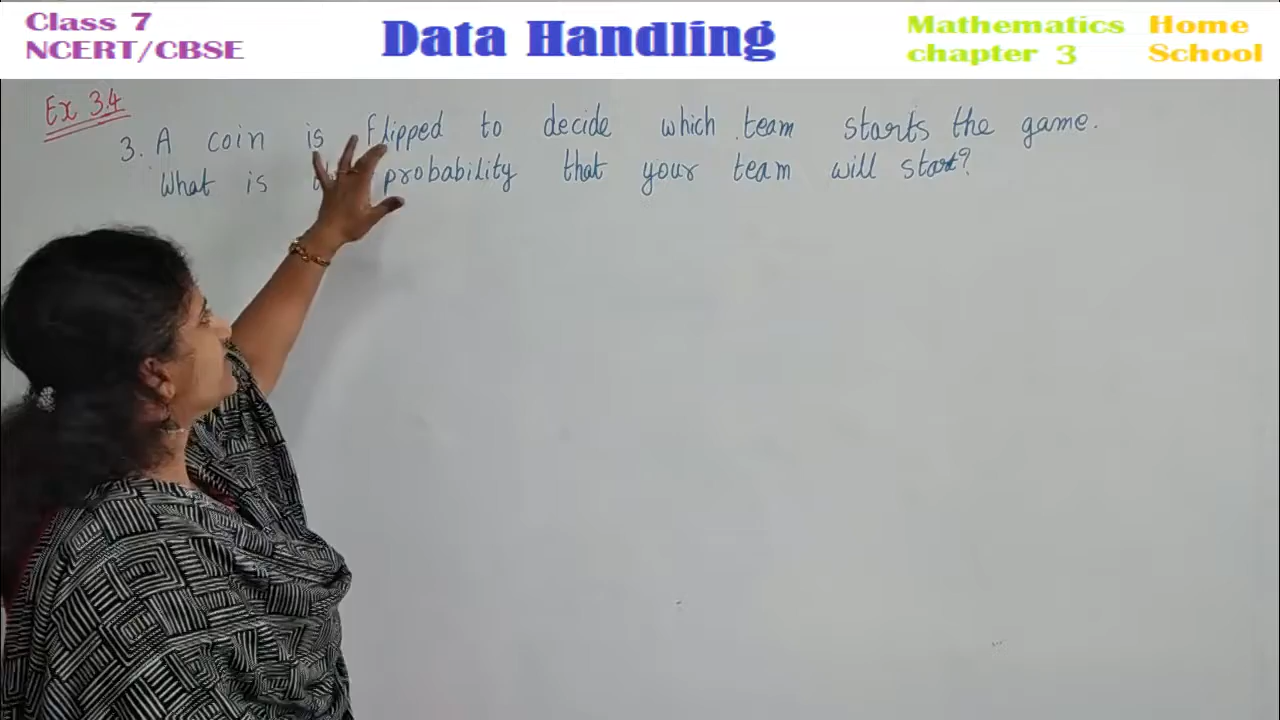 Class 7
NCERT/CBSE
Data Handling
Mathematics
chapter 3
Home
School
Ex 3.4
3. A coin is flipped to decide which team starts the game.
What is probability that your team will start?